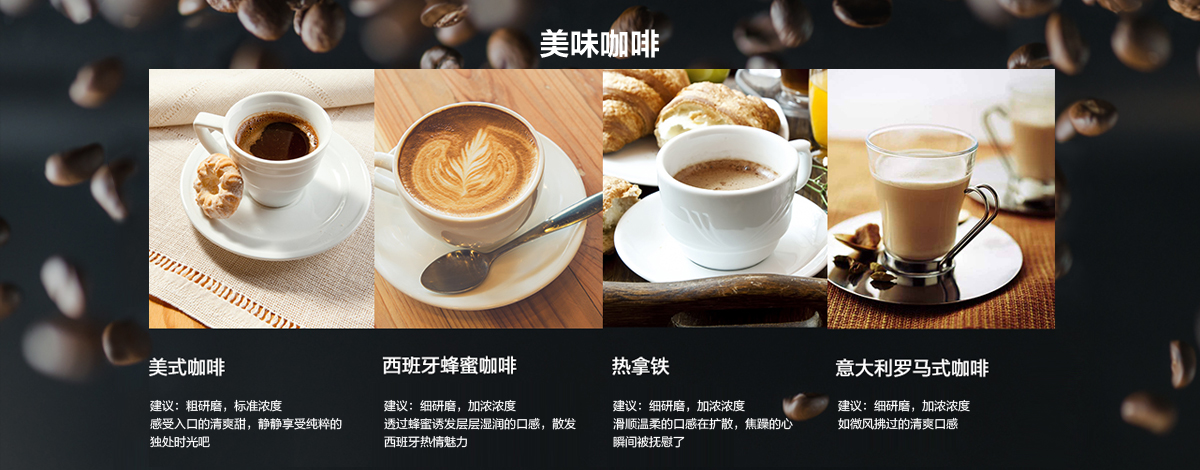 美味咖啡
美式咖啡
建议：粗研磨，标准浓度
感受入口的清爽甜，静静享受纯粹的
独处时光吧
西班牙蜂蜜咖啡
建议：细研磨，加浓浓度
透过蜂蜜诱发层层湿润的口感，散发
西班牙热情魅力
热拿铁
建议：细研磨，加浓浓度
滑顺温柔的口感在扩散，焦躁的心
瞬间被抚慰了
意大利罗马式咖啡
建议：细研磨，加浓浓度
如微风拂过的清爽口感